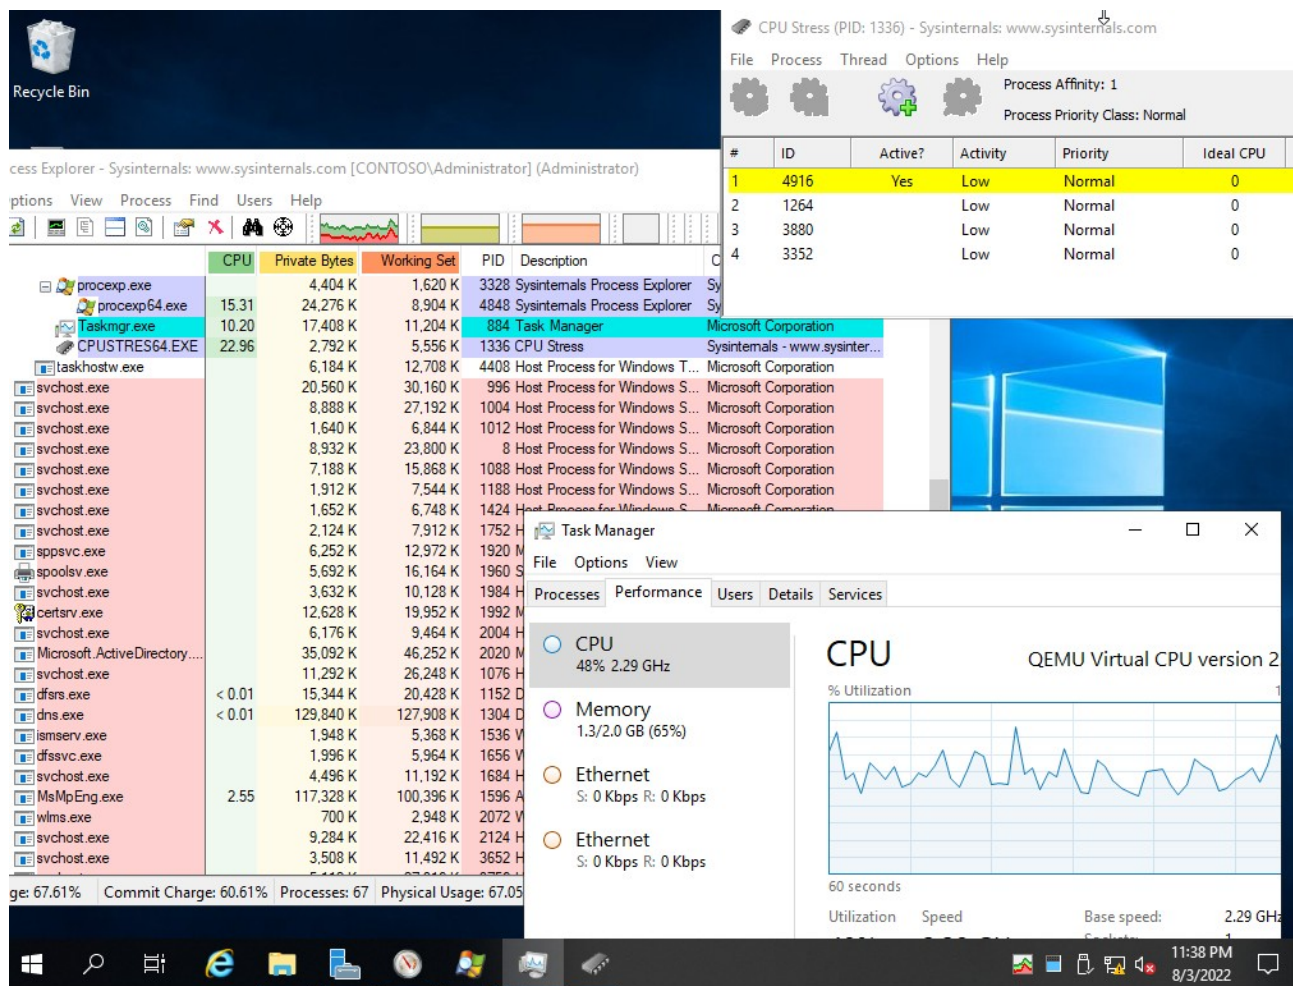 Recycle Bin
CPU Stress (PID: 1336) - Sysinternals: www.sysinternals.com
File Process Thread Options Help
Process Affinity: 1
Process Priority Class: Normal
# ID Active? Activity Priority Ideal CPU
1 4916 Yes Low Normal 0
2 1264 Low Normal 0
3 3880 Low Normal 0
4 3352 Low Normal 0
cess Explorer - Sysinternals: www.sysinternals.com [CONTOSO\Administrator] (Administrator)
ptions View Process Find Users Help
CPU Private Bytes Working Set PID Description C
procexp.exe 4,404 K 1,620 K 3328 Sysinternals Process Explorer Sy
procexp64.exe 15.31 24,276 K 8,904 K 4848 Sysinternals Process Explorer Sy
Taskmgr.exe 10.20 17,408 K 11,204 K 884 Task Manager Microsoft Corporation
CPUSTRES64.EXE 22.96 2,792 K 5,556 K 1336 CPU Stress Sysinternals - www.sysinter...
taskhostw.exe 6,184 K 12,708 K 4408 Host Process for Windows T... Microsoft Corporation
svchost.exe 20,560 K 30,160 K 996 Host Process for Windows S... Microsoft Corporation
svchost.exe 8,888 K 27,192 K 1004 Host Process for Windows S... Microsoft Corporation
svchost.exe 1,640 K 6,844 K 1012 Host Process for Windows S... Microsoft Corporation
svchost.exe 8,932 K 23,800 K 8 Host Process for Windows S... Microsoft Corporation
svchost.exe 7,188 K 15,868 K 1088 Host Process for Windows S... Microsoft Corporation
svchost.exe 1,912 K 7,544 K 1188 Host Process for Windows S... Microsoft Corporation
svchost.exe 1,652 K 6,748 K 1424 Host Process for Windows S... Microsoft Corporation
svchost.exe 2,124 K 7,912 K 1752 H
sppsvc.exe 6,252 K 12,972 K 1920 M
spoolsv.exe 5,692 K 16,164 K 1960 S
svchost.exe 3,632 K 10,128 K 1984 H
certsrv.exe 12,628 K 19,952 K 1992 M
svchost.exe 6,176 K 9,464 K 2004 H
Microsoft.ActiveDirectory.... 35,092 K 46,252 K 2020 M
svchost.exe 11,292 K 26,248 K 1076 H
dfsrs.exe < 0.01 15,344 K 20,428 K 1152 D
dns.exe < 0.01 129,840 K 127,908 K 1304 D
ismserv.exe 1,948 K 5,368 K 1536 W
dfssvc.exe 1,996 K 5,964 K 1656 W
svchost.exe 4,496 K 11,192 K 1684 H
MsMpEng.exe 2.55 117,328 K 100,396 K 1596 A
wlms.exe 700 K 2,948 K 2072 W
svchost.exe 9,284 K 22,416 K 2124 H
svchost.exe 3,508 K 11,492 K 3652 H
ge: 67.61% Commit Charge: 60.61% Processes: 67 Physical Usage: 67.05
Task Manager
File Options View
Processes Performance Users Details Services
CPU
48% 2.29 GHz
Memory
1.3/2.0 GB (65%)
Ethernet
S: 0 Kbps R: 0 Kbps
Ethernet
S: 0 Kbps R: 0 Kbps
CPU QEMU Virtual CPU version 2
% Utilization 1
60 seconds
Utilization Speed Base speed: 2.29 GHz
11:38 PM
8/3/2022